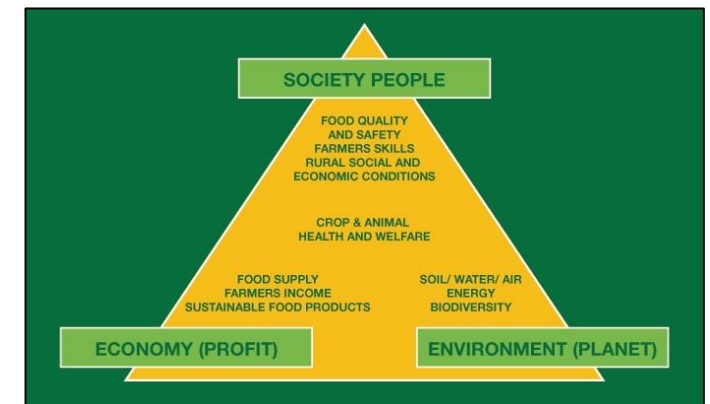 SOCIETY PEOPLE
FOOD QUALITY
AND SAFETY
FARMERS SKILLS
RURAL SOCIAL AND
ECONOMIC CONDITIONS
CROP & ANIMAL
HEALTH AND WELFARE
FOOD SUPPLY
FARMERS INCOME
SUSTAINABLE FOOD PRODUCTS
SOIL/ WATER/ AIR
ENERGY
BIODIVERSITY
ECONOMY (PROFIT)
ENVIRONMENT (PLANET)